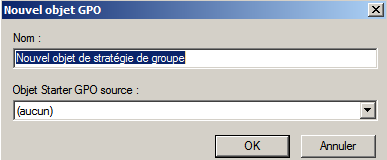 Nouvel objet GPO
Nom :
Nouvel objet de stratégie de groupe
Objet Starter GPO source :
(aucun)
OK Annuler